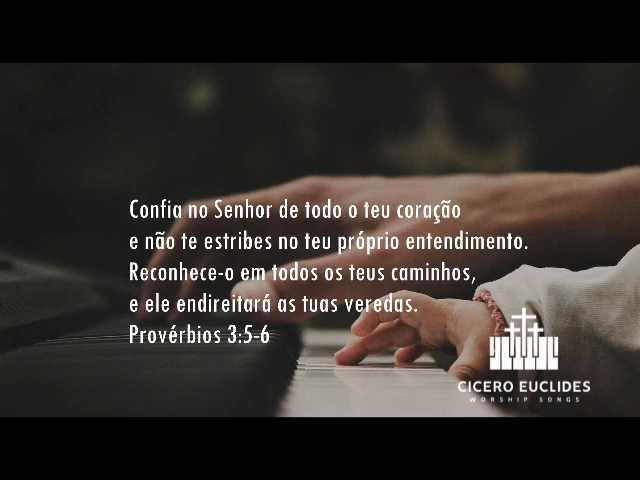 Confia no Senhor de todo o teu coração
e não te estribes no teu próprio entendimento.
Reconhece-o em todos os teus caminhos,
e ele endireitará as tuas veredas.
Provérbios 3:5-6
CICERO EUCLIDES
WORSHIP SONGS